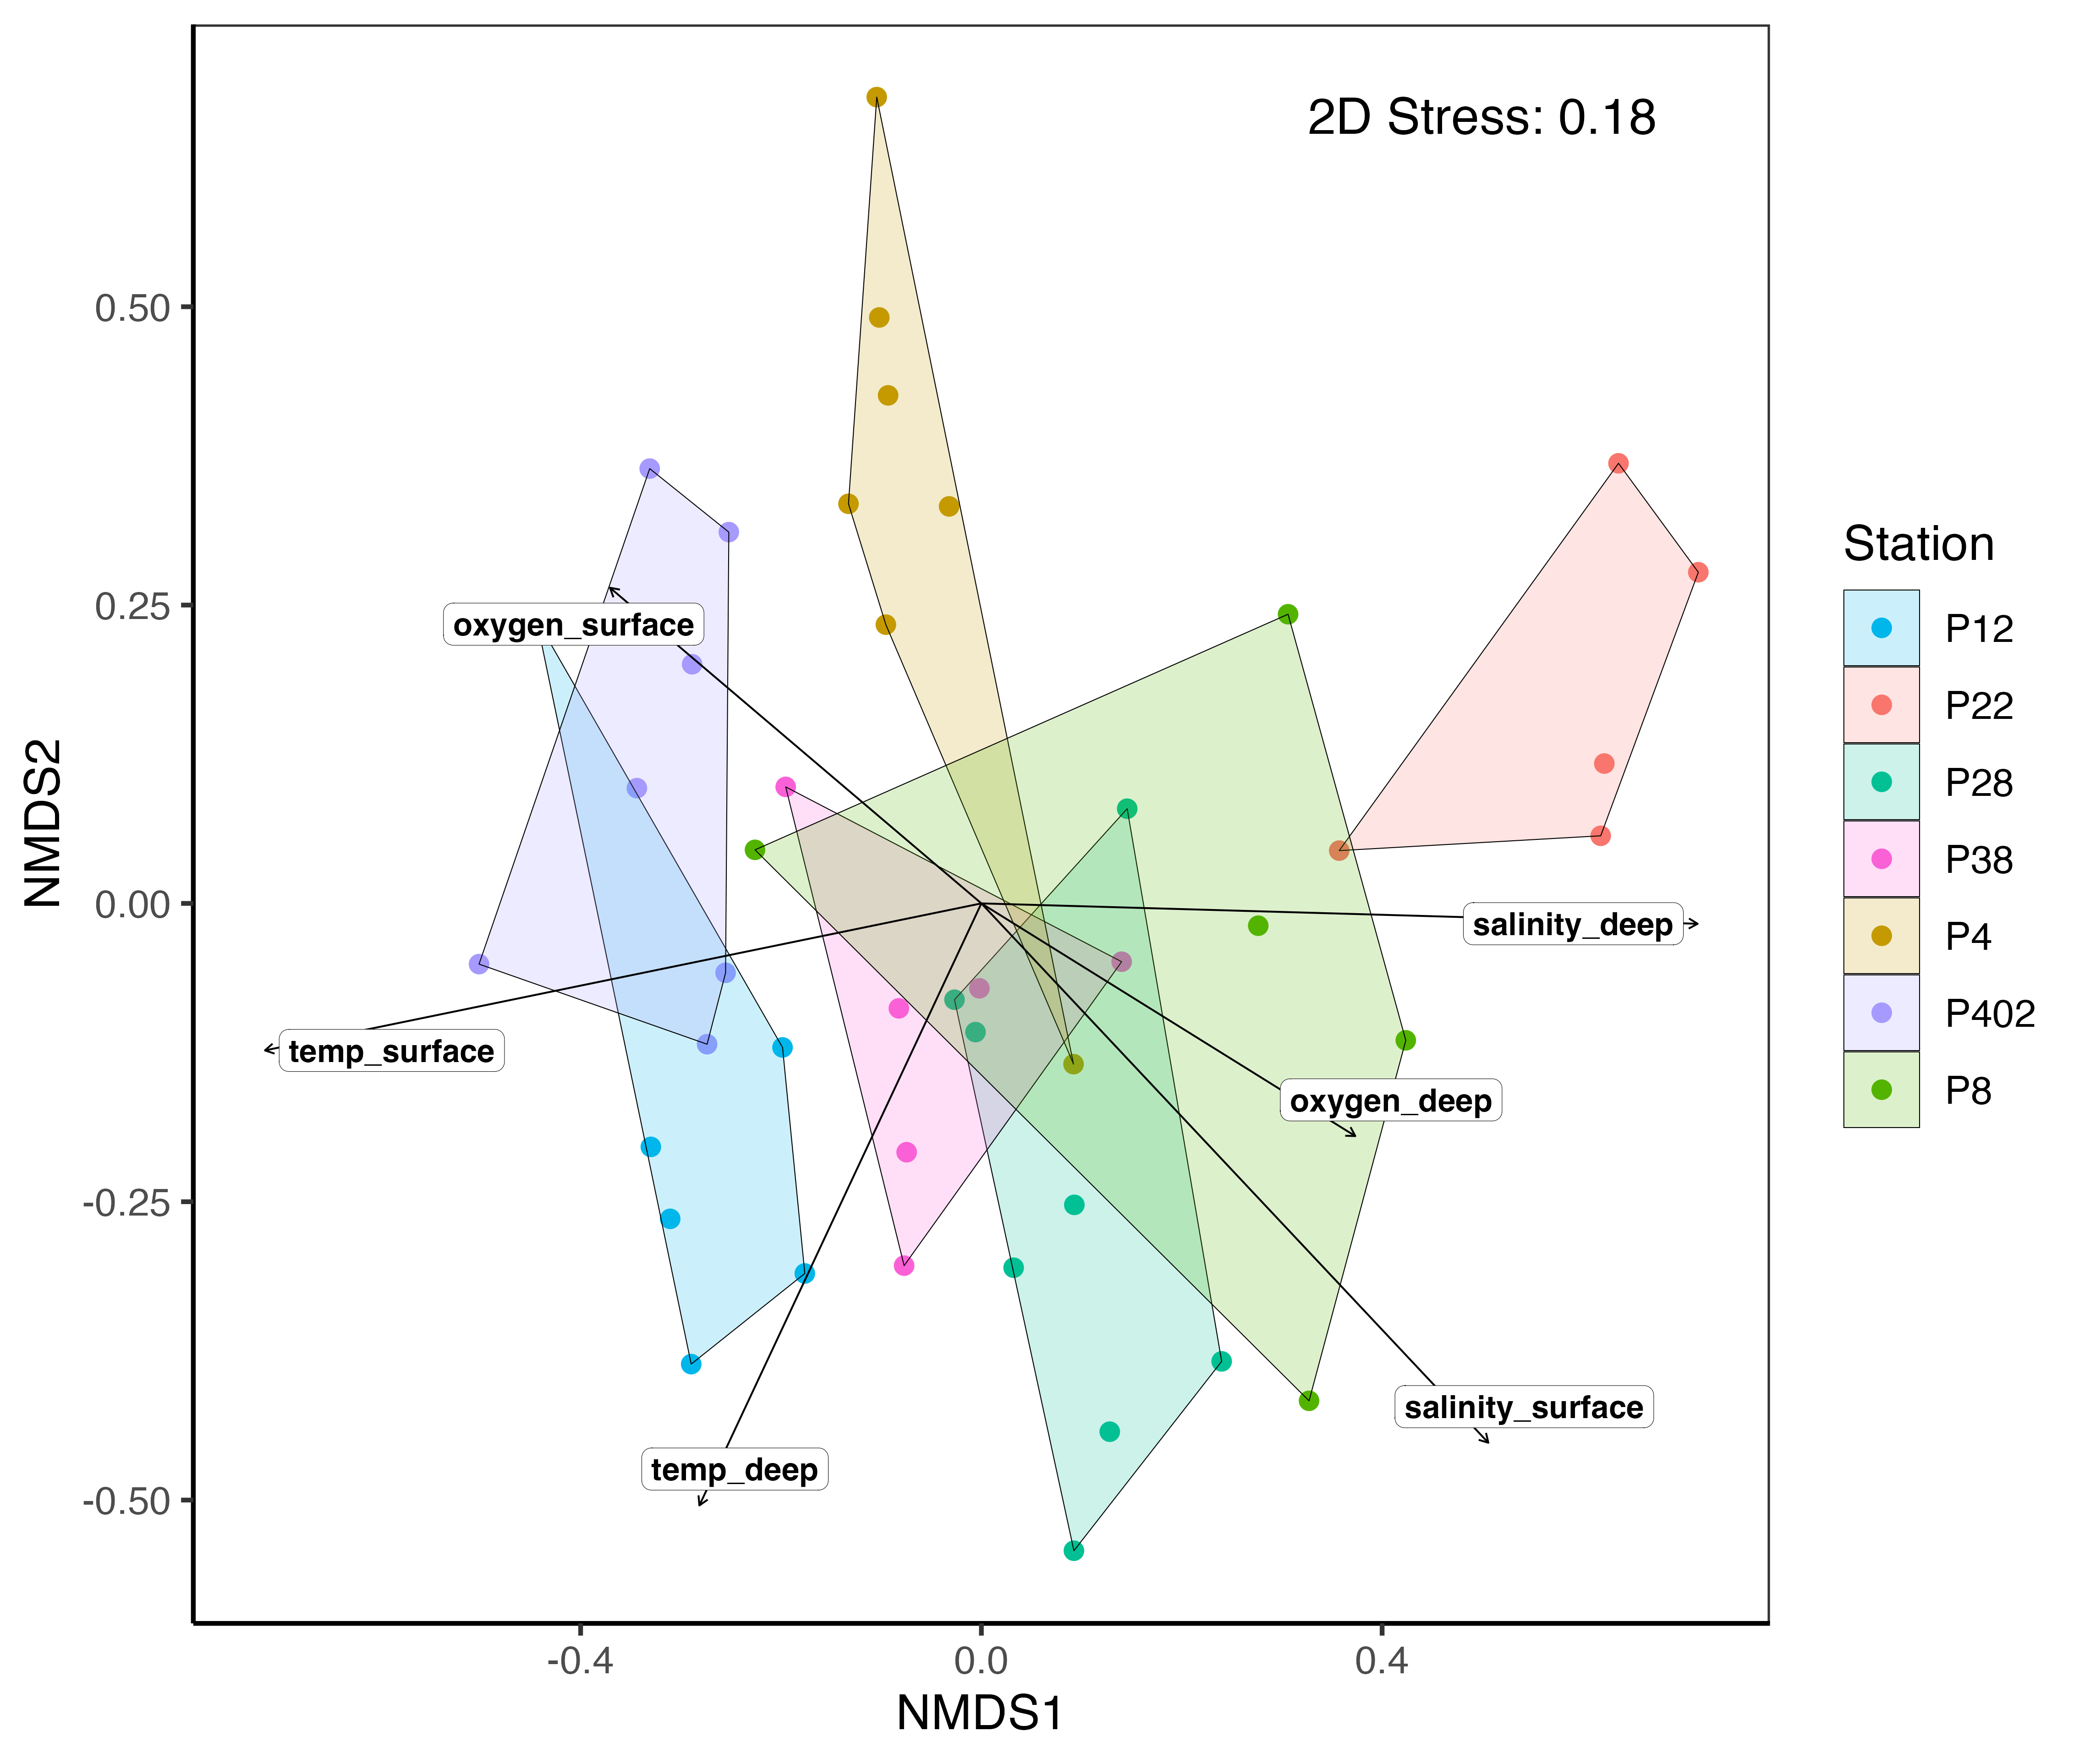 2D Stress: 0.18
0.50
0.25
0.00
-0.25
-0.50
NMDS2
oxygen_surface
salinity_deep
temp_surface
oxygen_deep
salinity_surface
temp_deep
-0.4
0.0
0.4
NMDS1
Station
P12
P22
P28
P38
P4
P402
P8